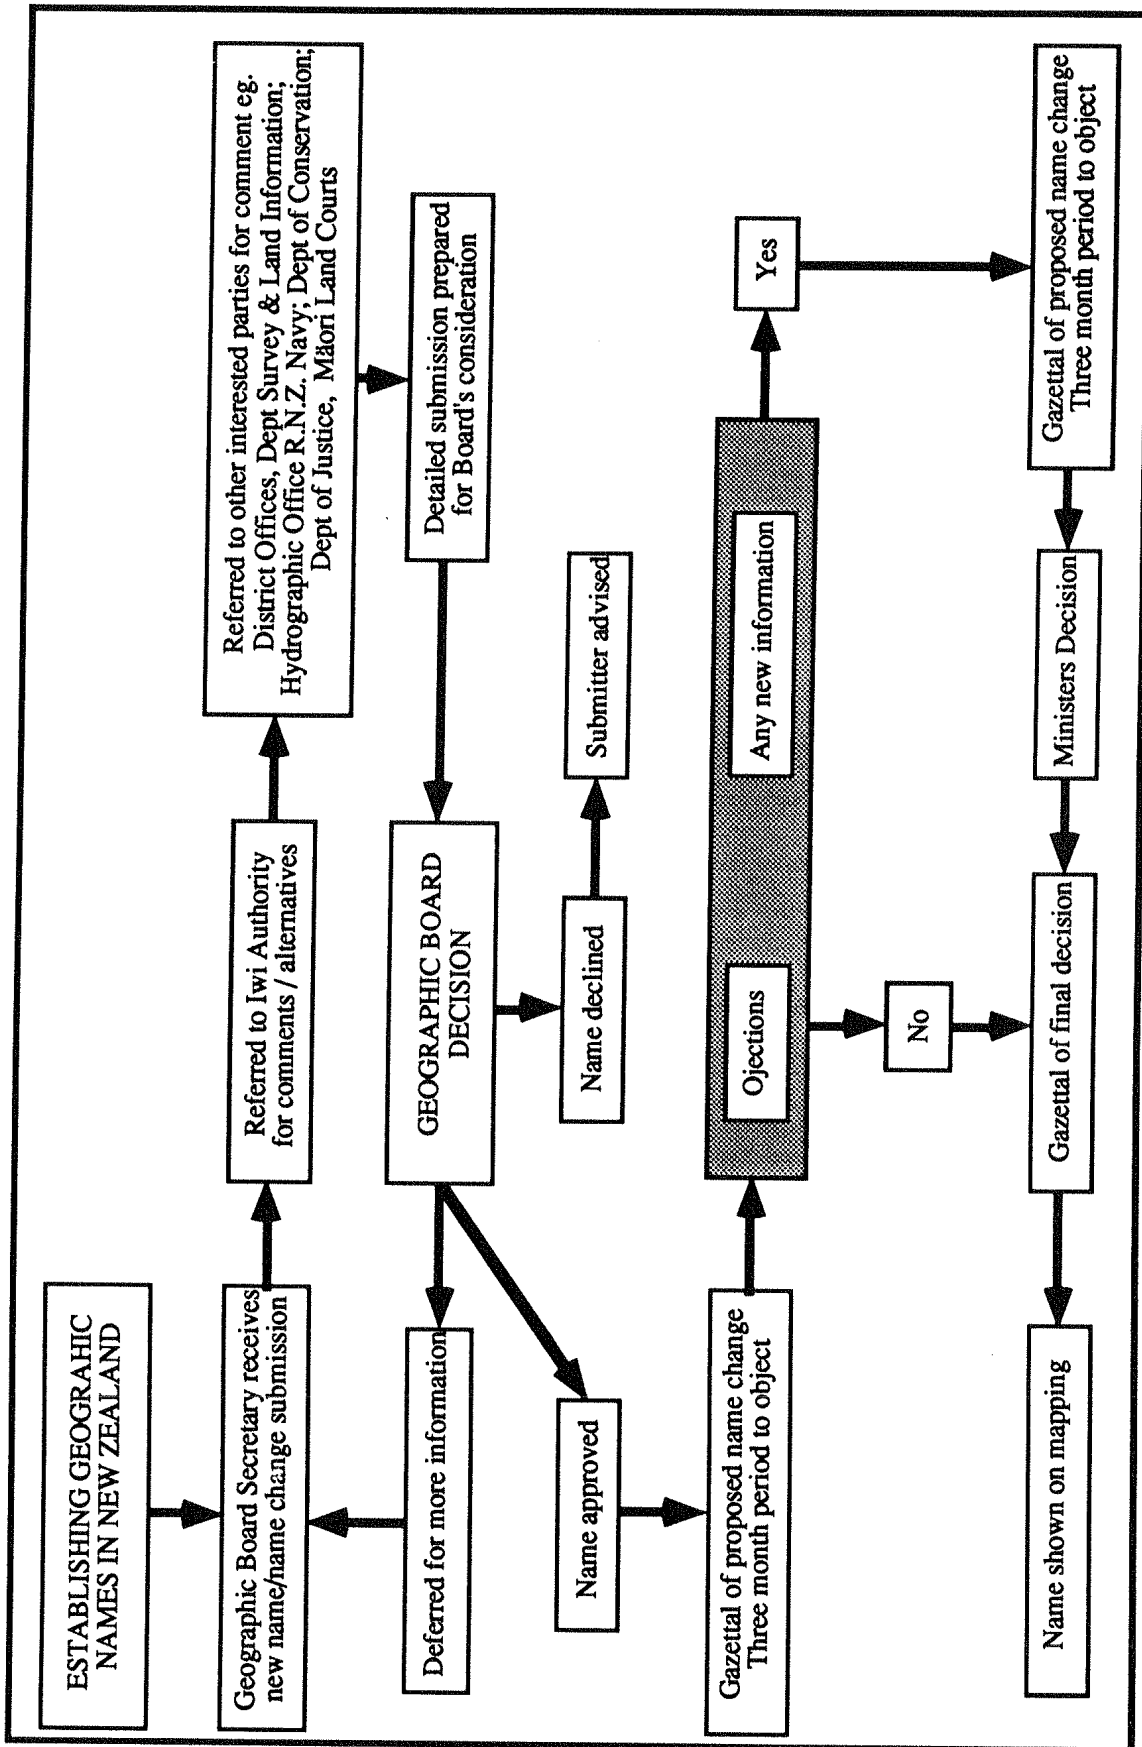 ESTABLISHING GEOGRAHIC
NAMES IN NEW ZEALAND
Geographic Board Secretary receives
new name/name change submission
Referred to Iwi Authority
for comments / alternatives
Referred to other interested parties for comment eg.
District Offices, Dept Survey & Land Information;
Hydrographic Office R.N.Z. Navy; Dept of Conservation;
Dept of Justice, Māori Land Courts
Detailed submission prepared
for Board's consideration
GEOGRAPHIC BOARD
DECISION
Deferred for more information
Name declined
Submitter advised
Name approved
Gazettal of proposed name change
Three month period to object
Ojections
Any new information
Yes
No
Gazettal of proposed name change
Three month period to object
Ministers Decision
Gazettal of final decision
Name shown on mapping